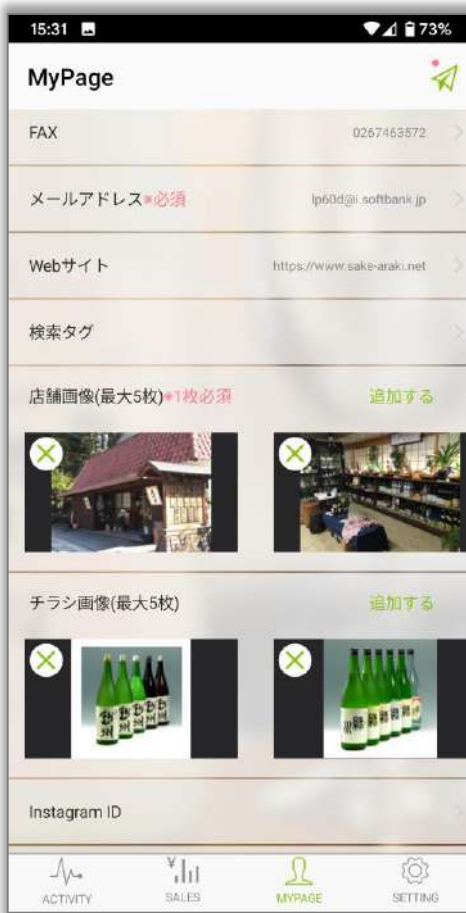 15:31
73%
MyPage
FAX
0267463572
メールアドレス※必須
lp60d@i.softbank.jp
Webサイト
https://www.sake-araki.net
検索タグ
店舗画像(最大5枚)※1枚必須
追加する
チラシ画像(最大5枚)
追加する
Instagram ID
ACTIVITY
SALES
MYPAGE
SETTING